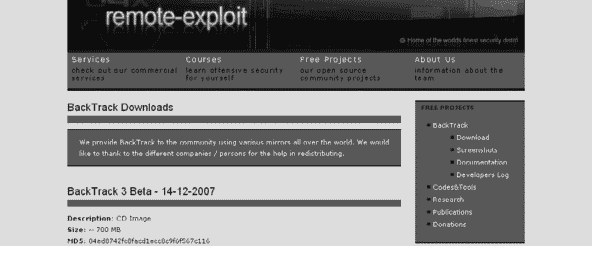 remote-exploit
@ Home of the worlds finest security distro
Services
check out our commercial
services
Courses
learn offensive security
for yourself
Free Projects
our open source
community projects
About Us
information about the
team
BackTrack Downloads
We provide BackTrack to the community using various mirrors all over the world. We would
like to thank to the different companies / persons for the help in redistributing.
BackTrack 3 Beta - 14-12-2007
Description: CD Image
Size: ~ 700 MB
MD5:
FREE PROJECTS
BackTrack
Download
Screenshots
Documentation
Developers Log
Codes&Tools
Research
Publications
Donations